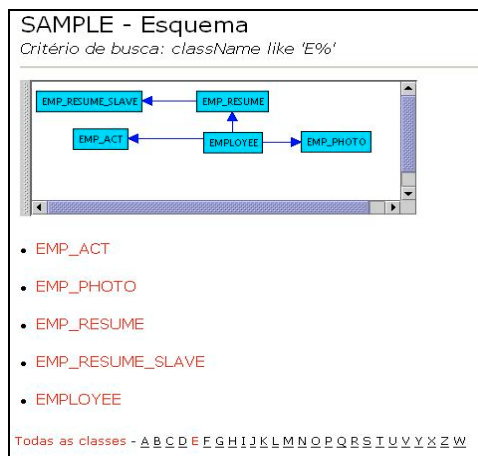 SAMPLE - Esquema
Critério de busca: className like 'E%'
EMP_RESUME_SLAVE
EMP_RESUME
EMP_ACT
EMPLOYEE
EMP_PHOTO
• EMP_ACT
• EMP_PHOTO
• EMP_RESUME
• EMP_RESUME_SLAVE
• EMPLOYEE
Todas as classes - A B C D E F G H I J K L M N O P Q R S T U V Y X Z W